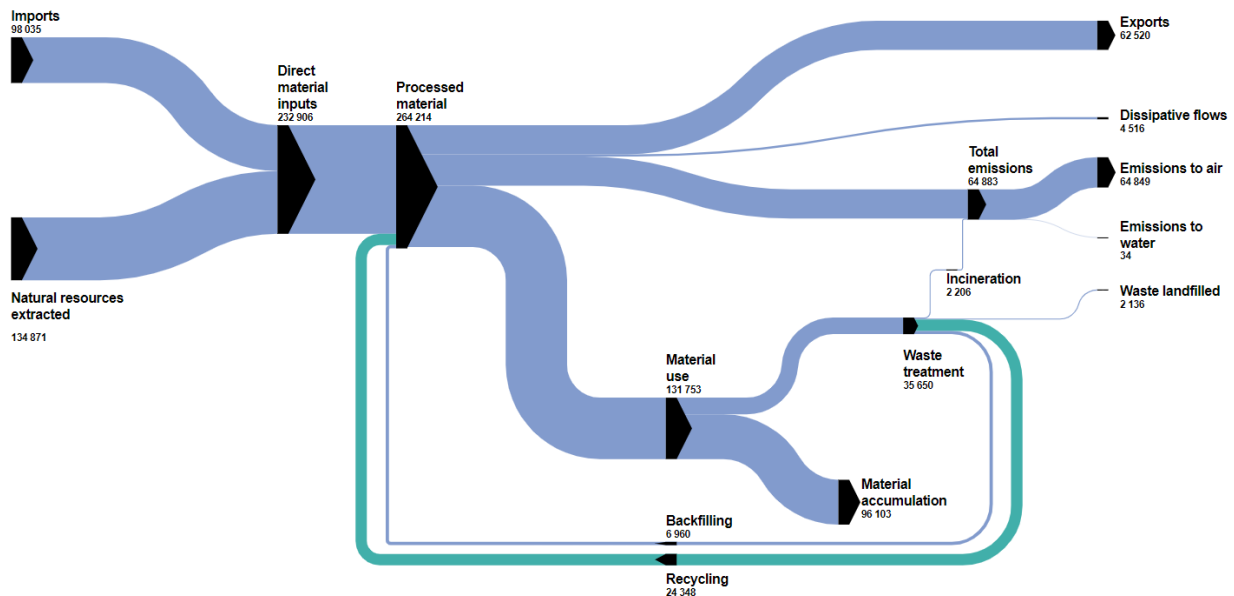 Imports
98 035
Exports
62 520
Direct
material
inputs
232 906
Processed
material
264 214
Dissipative flows
4 516
Total
emissions
64 883
Emissions to air
64 849
Emissions to
water
34
Incineration
2 206
Waste landfilled
2 136
Natural resources
extracted
134 871
Material
use
131 753
Waste
treatment
35 650
Material
accumulation
96 103
Backfilling
6 960
Recycling
24 348